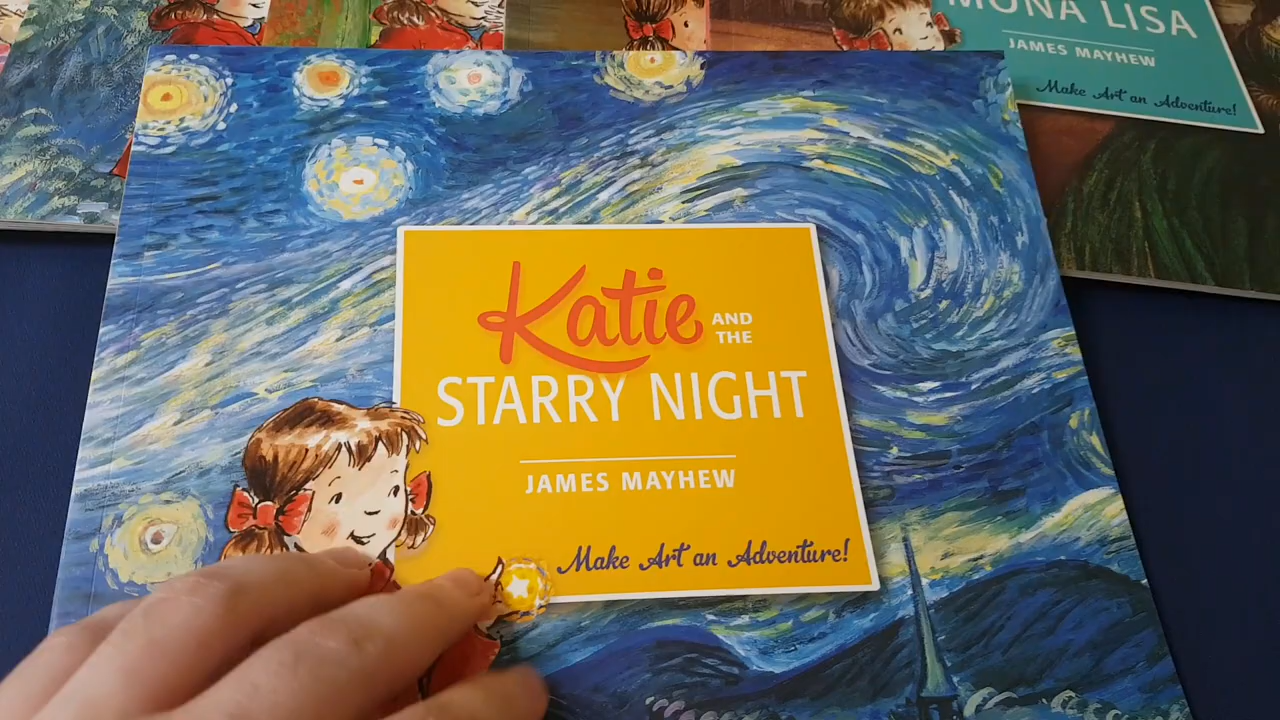 MONA LISA
JAMES MAYHEW
Make Art an Adventure!
Katie AND THE
STARRY NIGHT
JAMES MAYHEW
Make Art an Adventure!